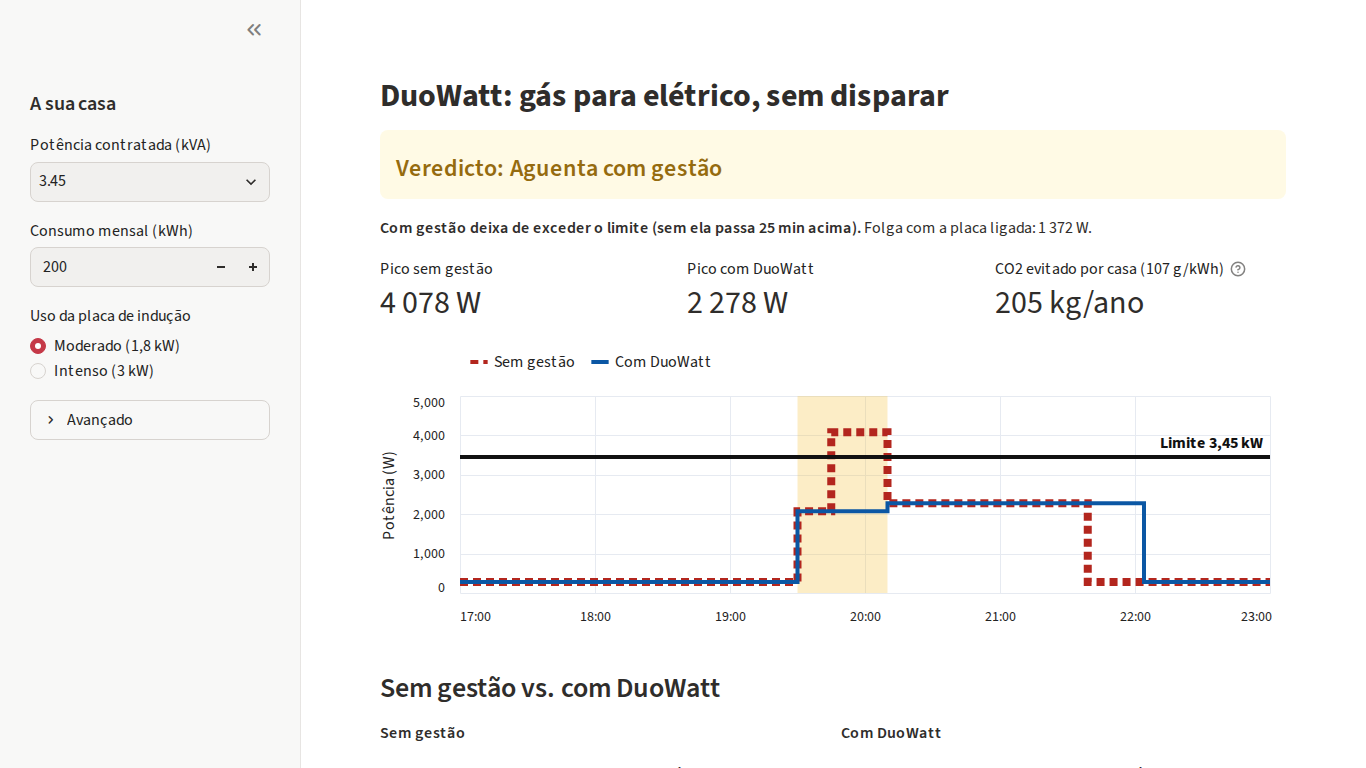 A sua casa
Potência contratada (kVA)
3.45
Consumo mensal (kWh)
200
Uso da placa de indução
Moderado (1,8 kW)
Intenso (3 kW)
Avançado
DuoWatt: gás para elétrico, sem disparar
Veredicto: Aguenta com gestão
Com gestão deixa de exceder o limite (sem ela passa 25 min acima). Folga com a placa ligada: 1 372 W.
Pico sem gestão
4 078 W
Pico com DuoWatt
2 278 W
CO2 evitado por casa (107 g/kWh)
205 kg/ano
Sem gestão
Com DuoWatt
Potência (W)
5,000
4,000
3,000
2,000
1,000
0
Limite 3,45 kW
17:00
18:00
19:00
20:00
21:00
22:00
23:00
Sem gestão vs. com DuoWatt
Sem gestão
Com DuoWatt